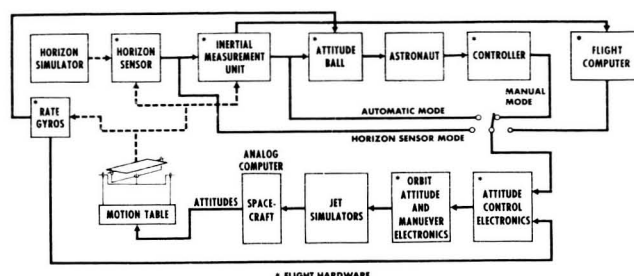 * HORIZON
SIMULATOR
* HORIZON
SENSOR
* INERTIAL
MEASUREMENT
UNIT
* ATTITUDE
BALL
ASTRONAUT
* CONTROLLER
* FLIGHT
COMPUTER
MANUAL
MODE
AUTOMATIC MODE
HORIZON SENSOR MODE
* RATE
GYROS
MOTION TABLE
ATTITUDES
ANALOG
COMPUTER
SPACE-
CRAFT
JET
SIMULATORS
* ORBIT
ATTITUDE
AND
MANUEVER
ELECTRONICS
* ATTITUDE
CONTROL
ELECTRONICS
* FLIGHT HARDWARE